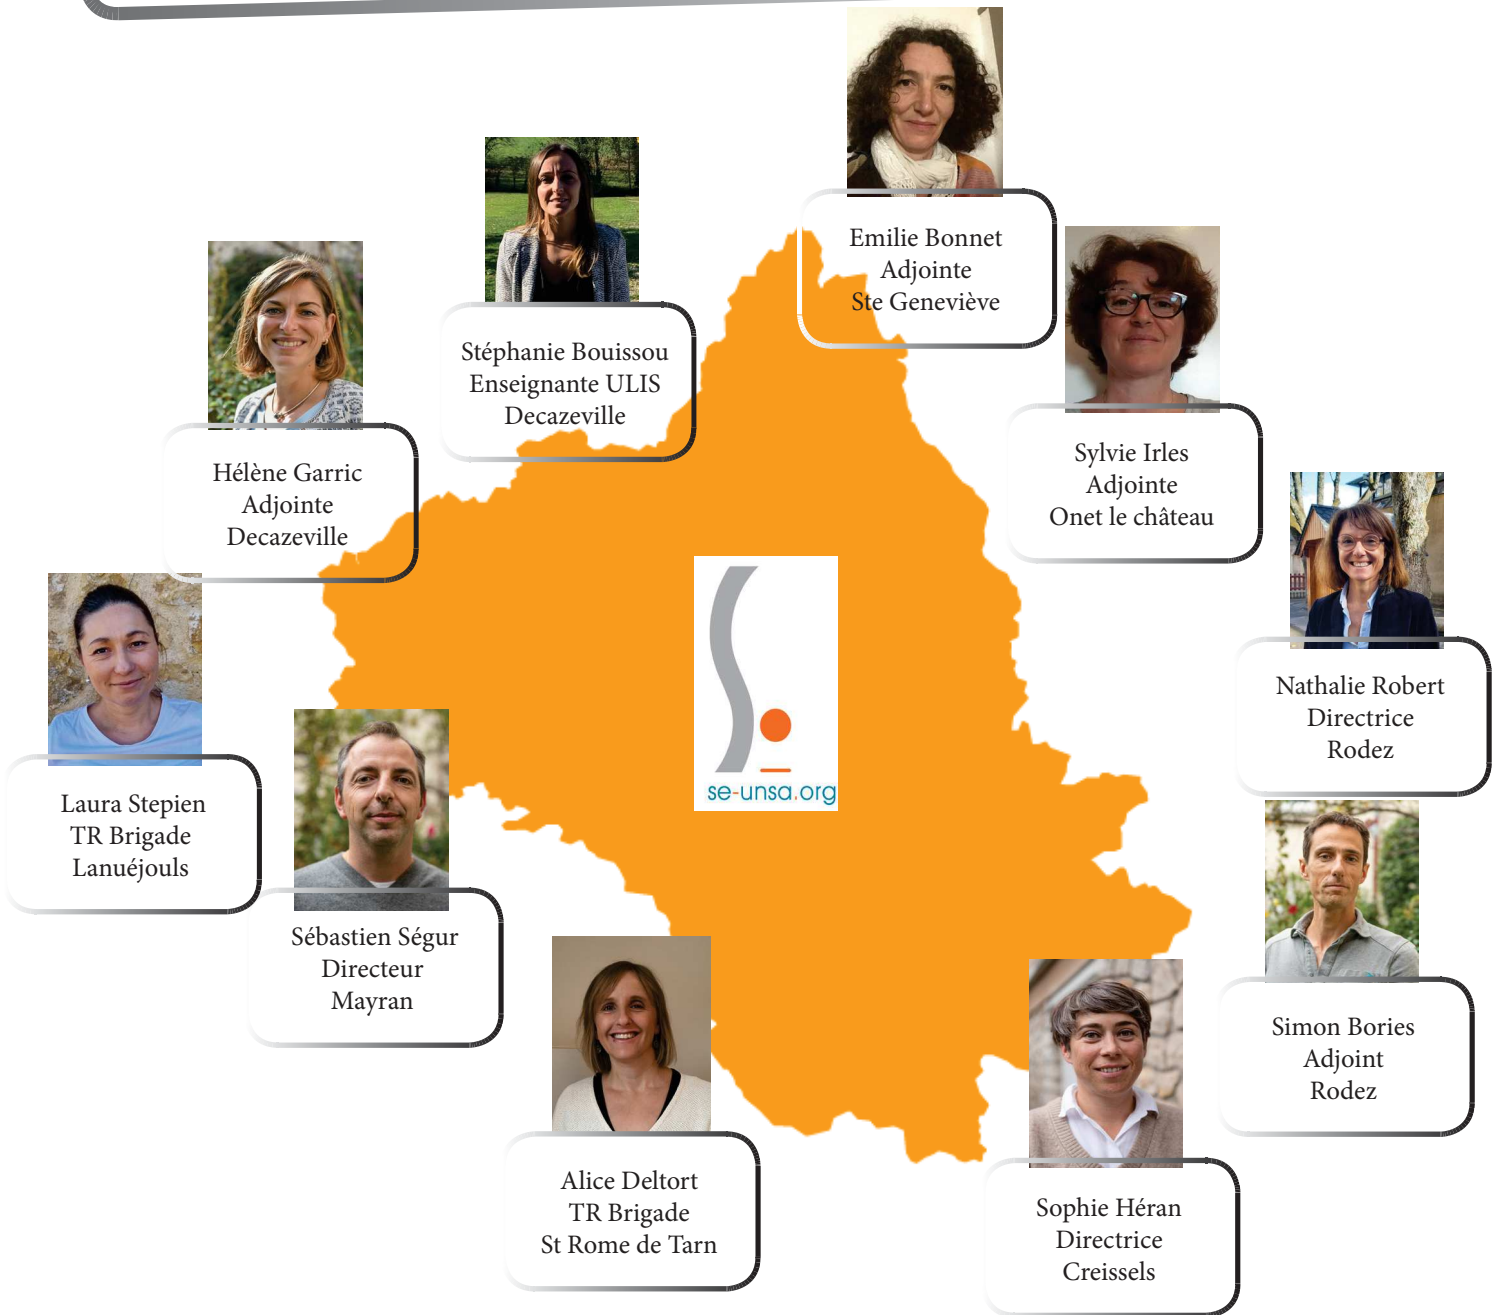 Emilie Bonnet
Adjointe
Ste Geneviève
Stéphanie Bouissou
Enseignante ULIS
Decazeville
Sylvie Irles
Adjointe
Onet le château
Hélène Garric
Adjointe
Decazeville
Nathalie Robert
Directrice
Rodez
se-unsa.org
Laura Stepien
TR Brigade
Lanuéjouls
Sébastien Ségur
Directeur
Mayran
Simon Bories
Adjoint
Rodez
Alice Deltort
TR Brigade
St Rome de Tarn
Sophie Héran
Directrice
Creissels